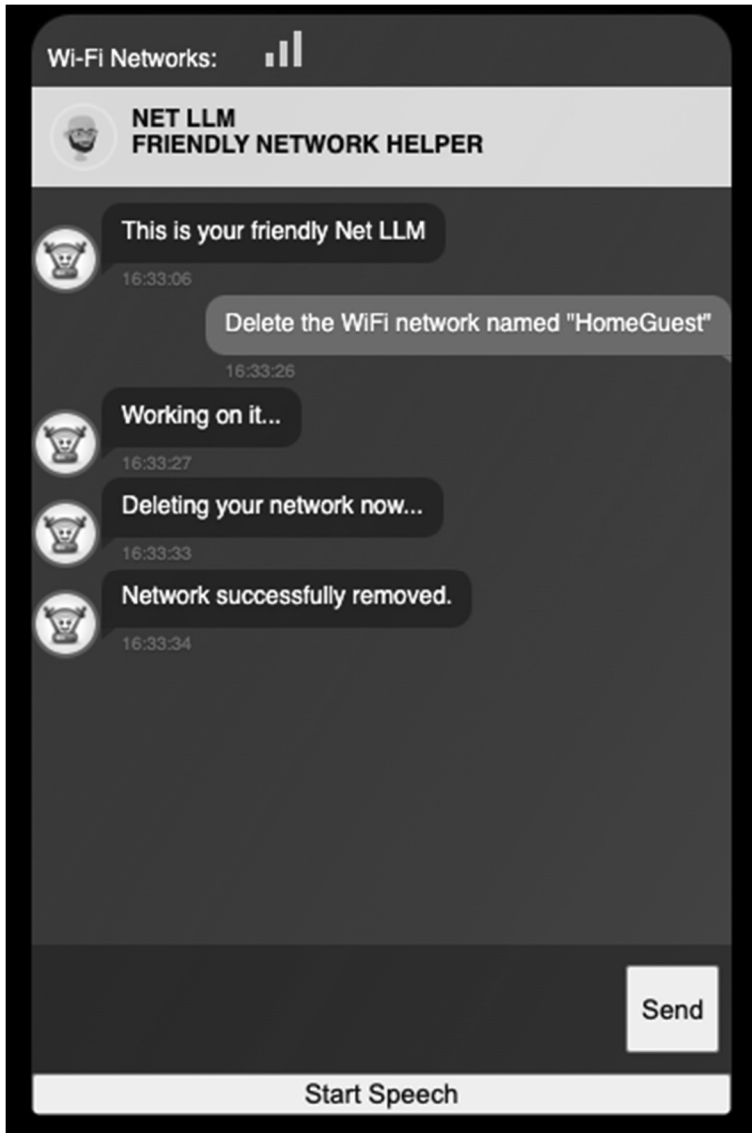 Wi-Fi Networks:
NET LLM
FRIENDLY NETWORK HELPER
This is your friendly Net LLM
16:33:06
Delete the WiFi network named "HomeGuest"
16:33:26
Working on it...
16:33:27
Deleting your network now...
16:33:33
Network successfully removed.
16:33:34
Send
Start Speech